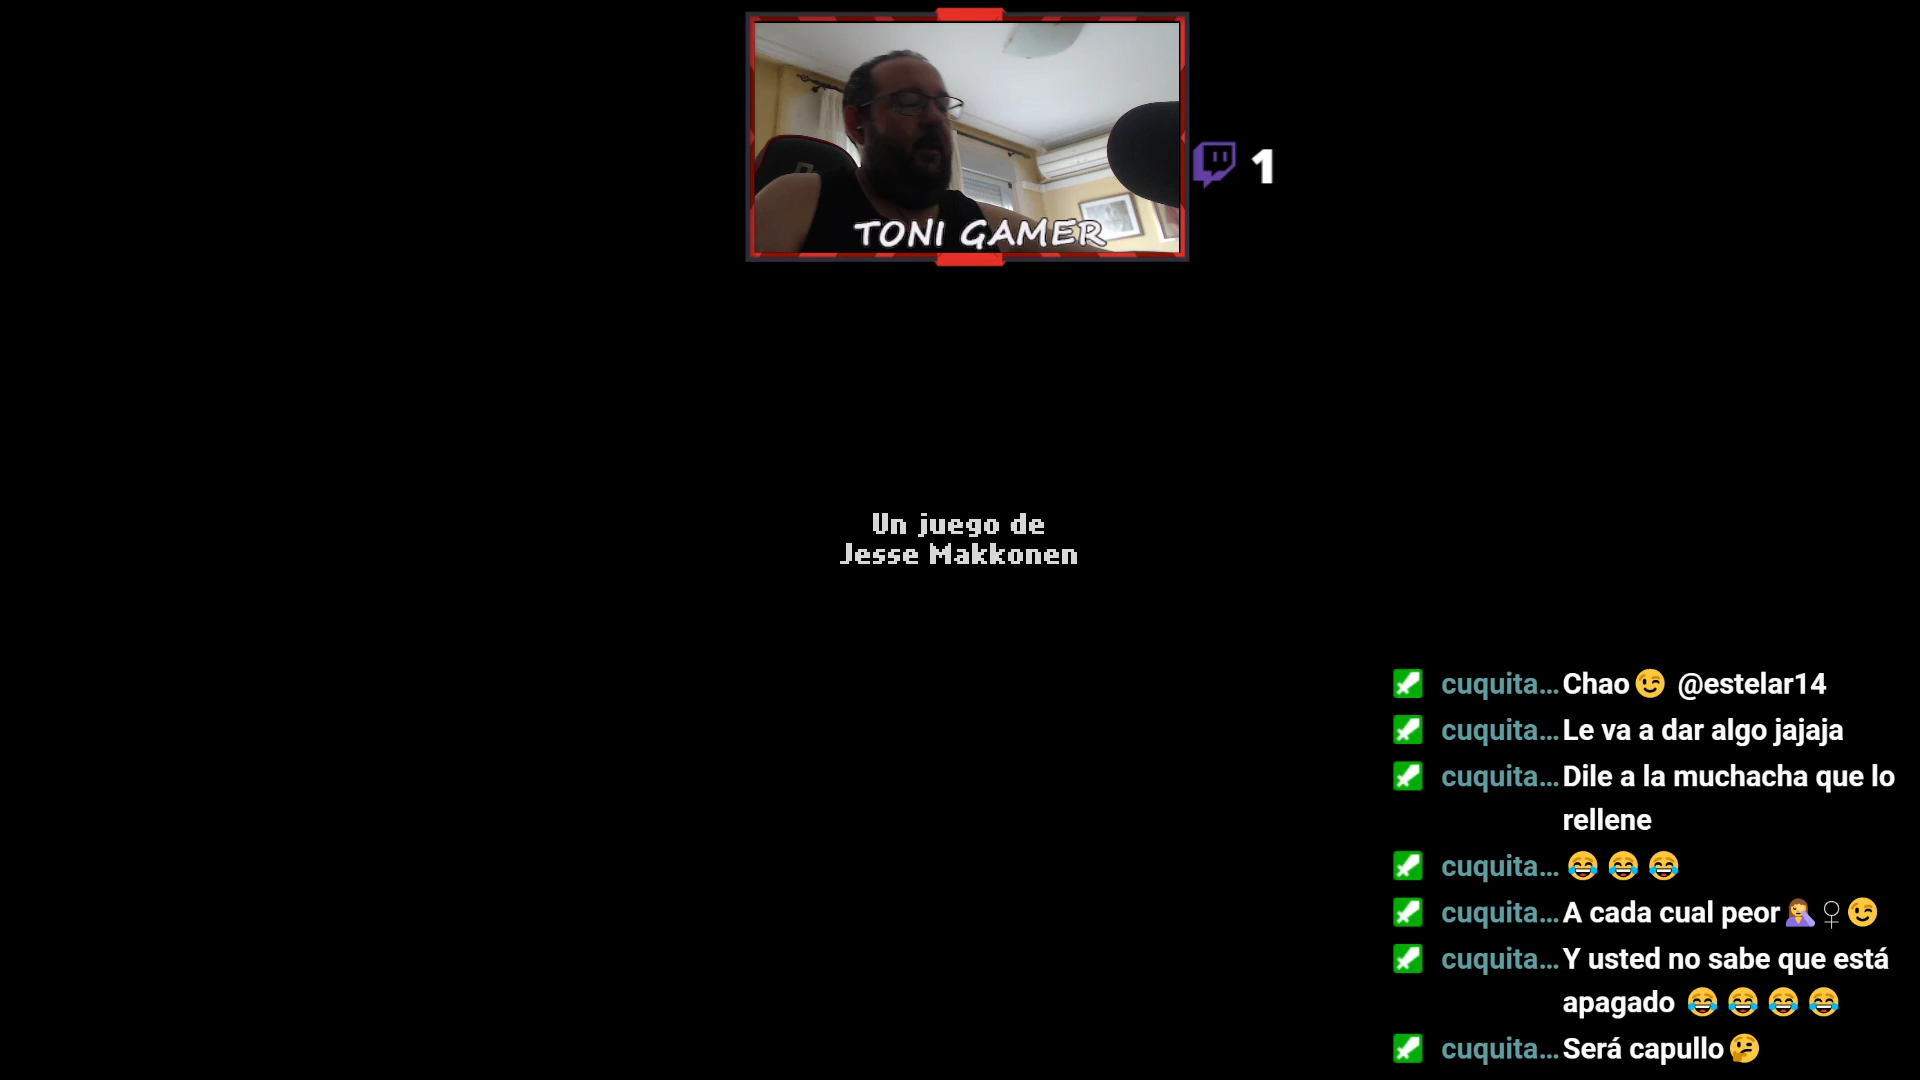 TONI GAMER
1
Un juego de
Jesse Makkonen
cuquita... Chao😉 @estelar14
cuquita... Le va a dar algo jajaja
cuquita... Dile a la muchacha que lo
rellene
cuquita... 😂 😂 😂
cuquita... A cada cual peor🤦♀😉
cuquita... Y usted no sabe que está
apagado 😂 😂 😂 😂
cuquita... Será capullo🤔